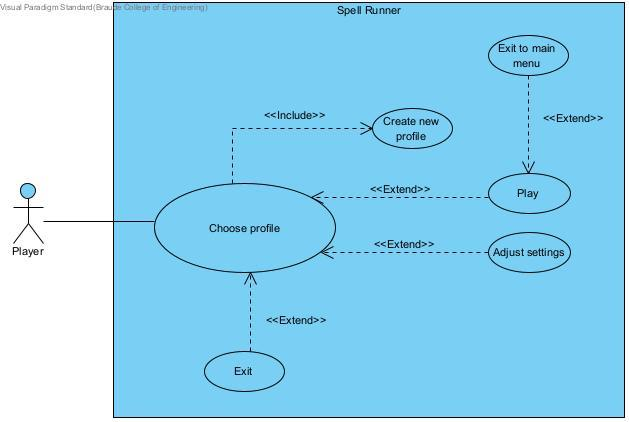 Visual Paradigm Standard(Braude College of Engineering)
Spell Runner
Exit to main
menu
<<Include>>
Create new
profile
<<Extend>>
<<Extend>>
Play
Choose profile
<<Extend>>
Adjust settings
Player
<<Extend>>
Exit